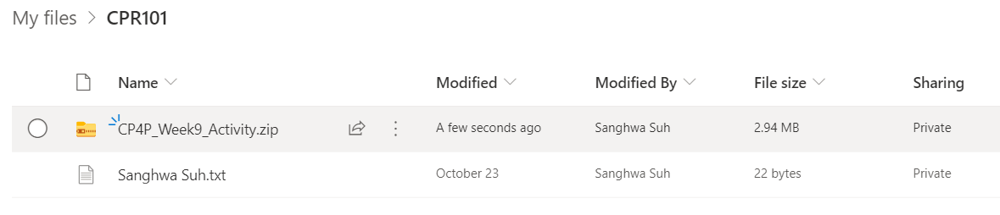 My files > CPR101
Name Modified Modified By File size Sharing
CP4P_Week9_Activity.zip A few seconds ago Sanghwa Suh 2.94 MB Private
Sanghwa Suh.txt October 23 Sanghwa Suh 22 bytes Private